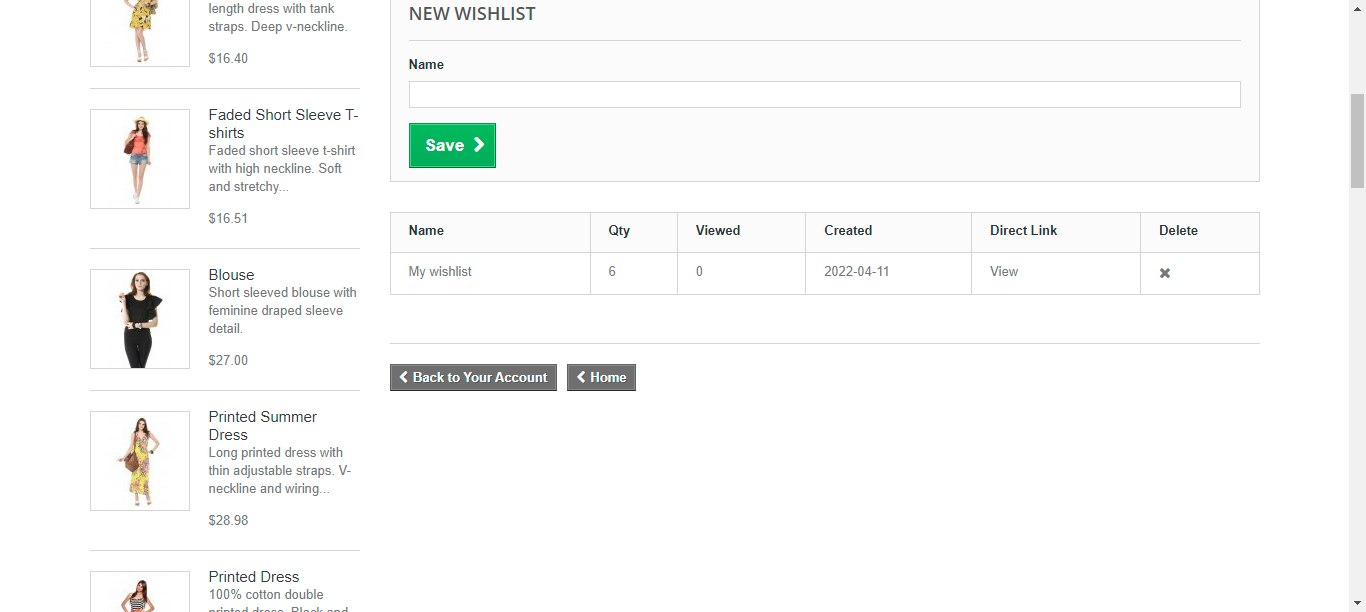 length dress with tank
straps. Deep v-neckline.
$16.40
Faded Short Sleeve T-
shirts
Faded short sleeve t-shirt
with high neckline. Soft
and stretchy...
$16.51
Blouse
Short sleeved blouse with
feminine draped sleeve
detail.
$27.00
Printed Summer
Dress
Long printed dress with
thin adjustable straps. V-
neckline and wiring...
$28.98
Printed Dress
100% cotton double
printed dress. Black and
NEW WISHLIST
Name
Save
Name Qty Viewed Created Direct Link Delete
My wishlist 6 0 2022-04-11 View
Back to Your Account Home